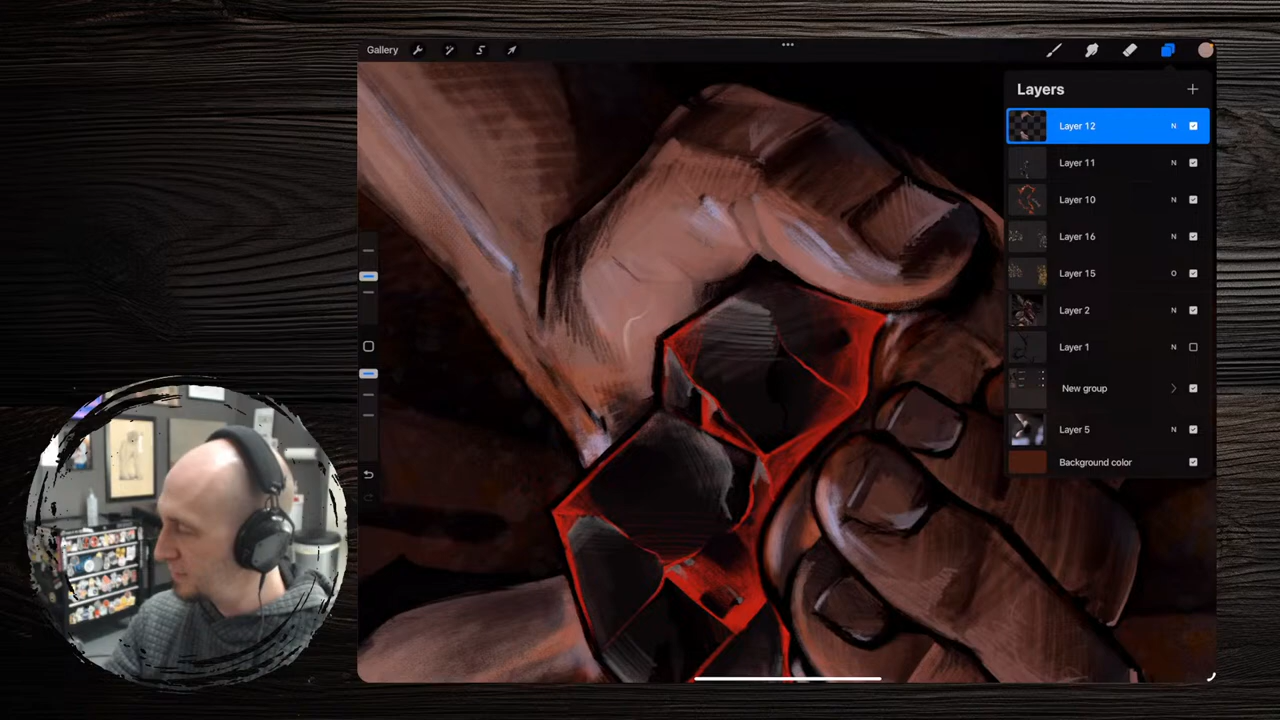 Gallery
Layers
Layer 12 N
Layer 11 N
Layer 10 N
Layer 16 N
Layer 15 O
Layer 2 N
Layer 1 N
New group
Layer 5 N
Background color